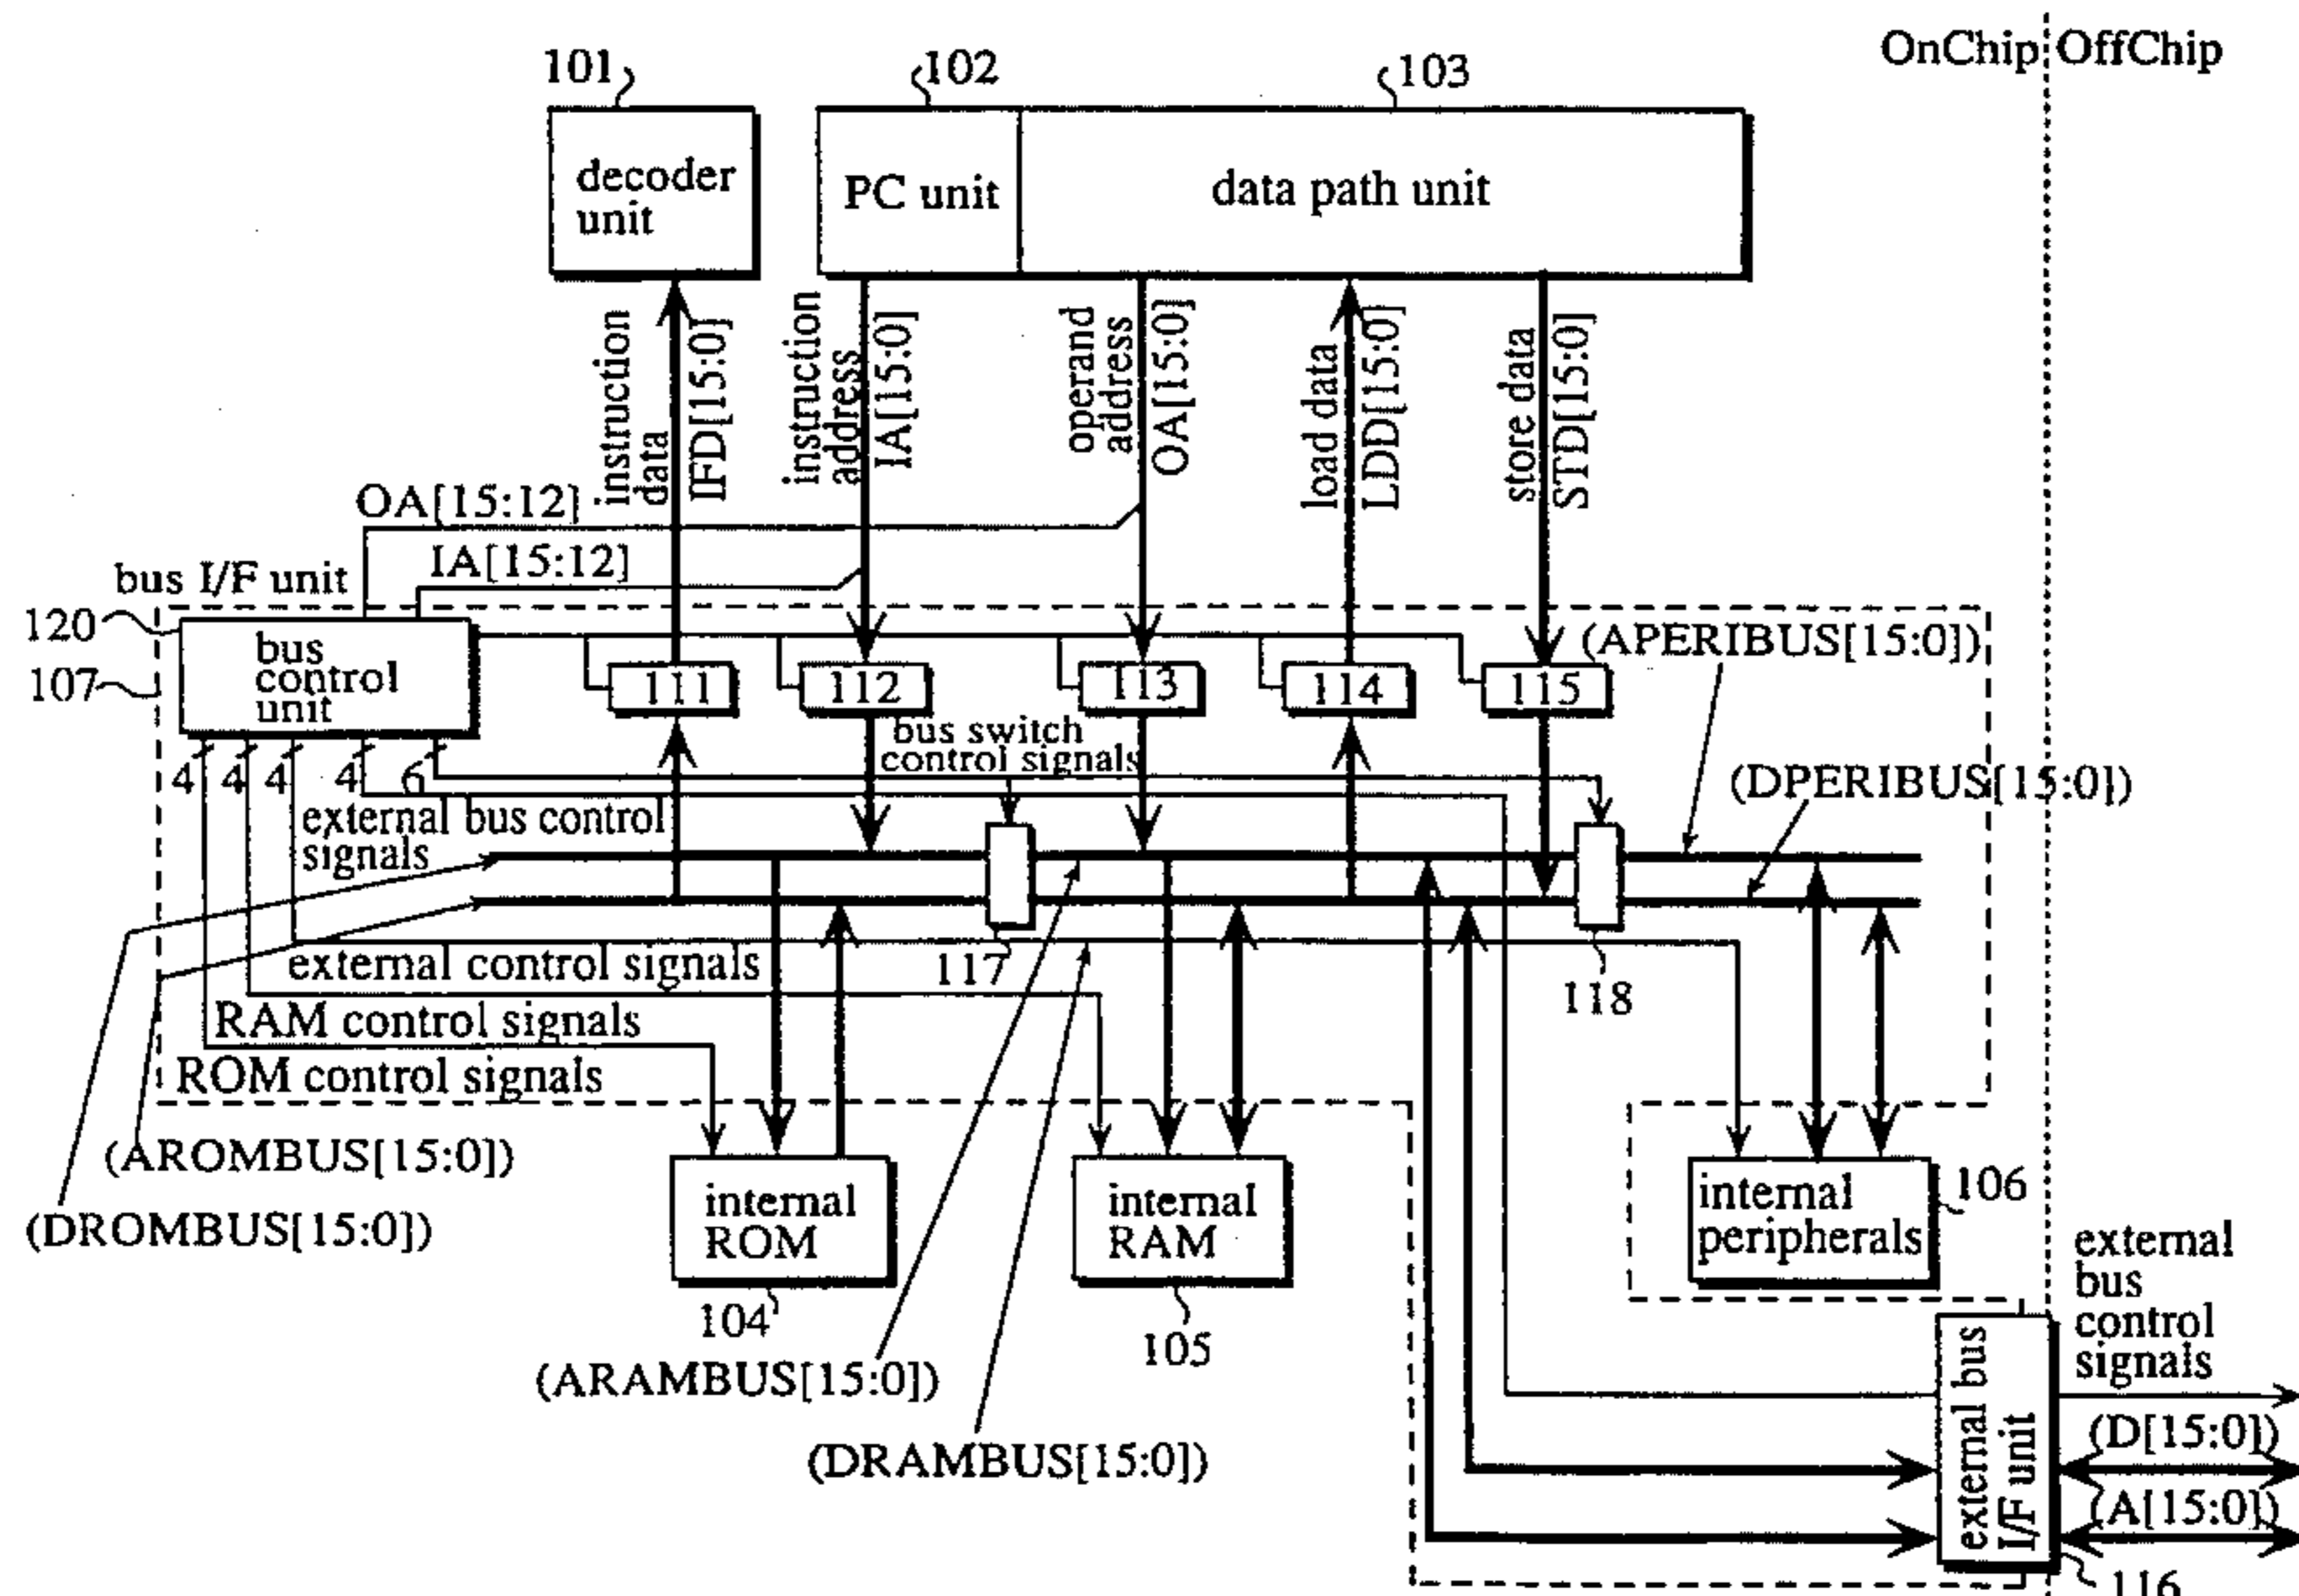 OnChip OffChip
101
102
103
decoder
unit
PC unit
data path unit
instruction
data
IFD[15:0]
instruction
address
IA[15:0]
operand
address
OA[15:0]
load data
LDD[15:0]
store data
STD[15:0]
OA[15:12]
IA[15:12]
bus I/F unit
120
107
bus
control
unit
111
112
113
114
115
(APERIBUS[15:0])
bus switch
control signals
4 4 4 4 6
(DPERIBUS[15:0])
external bus control
signals
external control signals
117
118
RAM control signals
ROM control signals
(AROMBUS[15:0])
(DROMBUS[15:0])
internal
ROM
104
internal
RAM
105
internal
peripherals
106
(ARAMBUS[15:0])
(DRAMBUS[15:0])
external
bus
control
signals
external bus
I/F unit
(D[15:0])
(A[15:0])
116